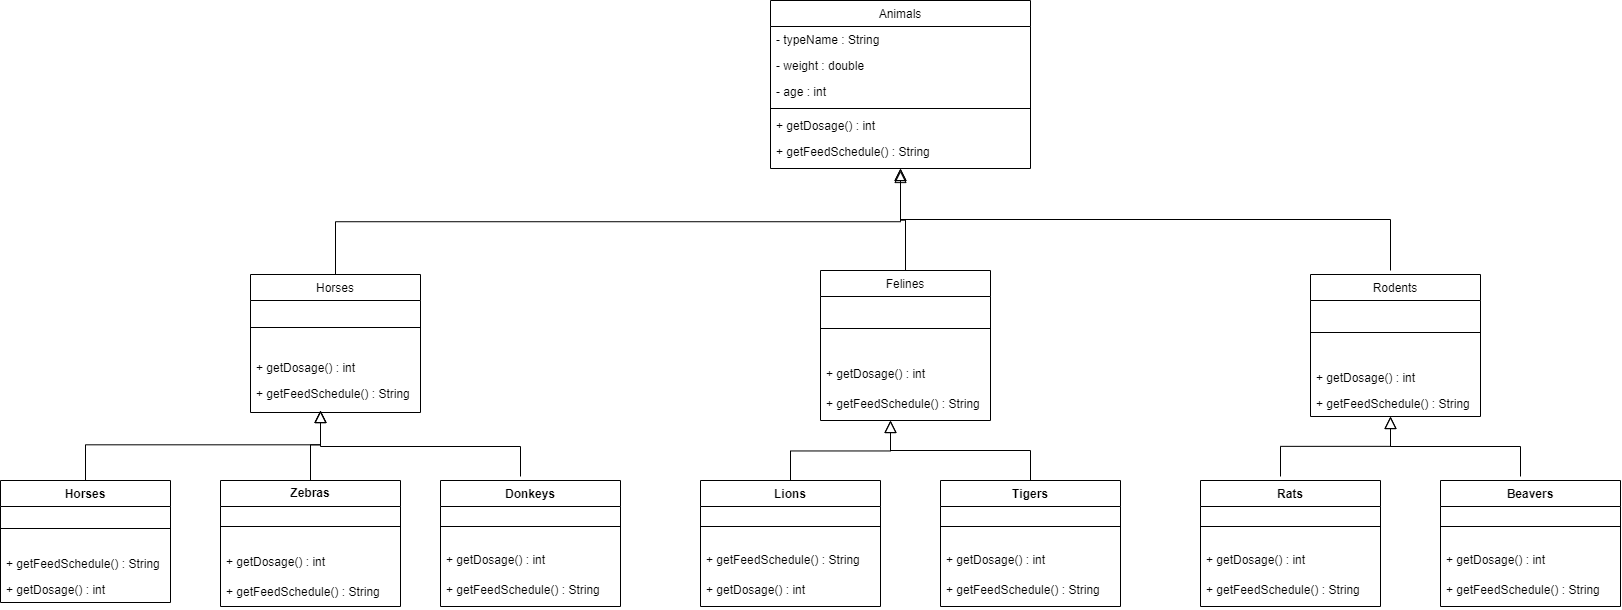 Animals
- typeName : String
- weight : double
- age : int
+ getDosage() : int
+ getFeedSchedule() : String
Horses
+ getDosage() : int
+ getFeedSchedule() : String
Felines
+ getDosage() : int
+ getFeedSchedule() : String
Rodents
+ getDosage() : int
+ getFeedSchedule() : String
Horses
+ getFeedSchedule() : String
+ getDosage() : int
Zebras
+ getDosage() : int
+ getFeedSchedule() : String
Donkeys
+ getDosage() : int
+ getFeedSchedule() : String
Lions
+ getFeedSchedule() : String
+ getDosage() : int
Tigers
+ getDosage() : int
+ getFeedSchedule() : String
Rats
+ getDosage() : int
+ getFeedSchedule() : String
Beavers
+ getDosage() : int
+ getFeedSchedule() : String